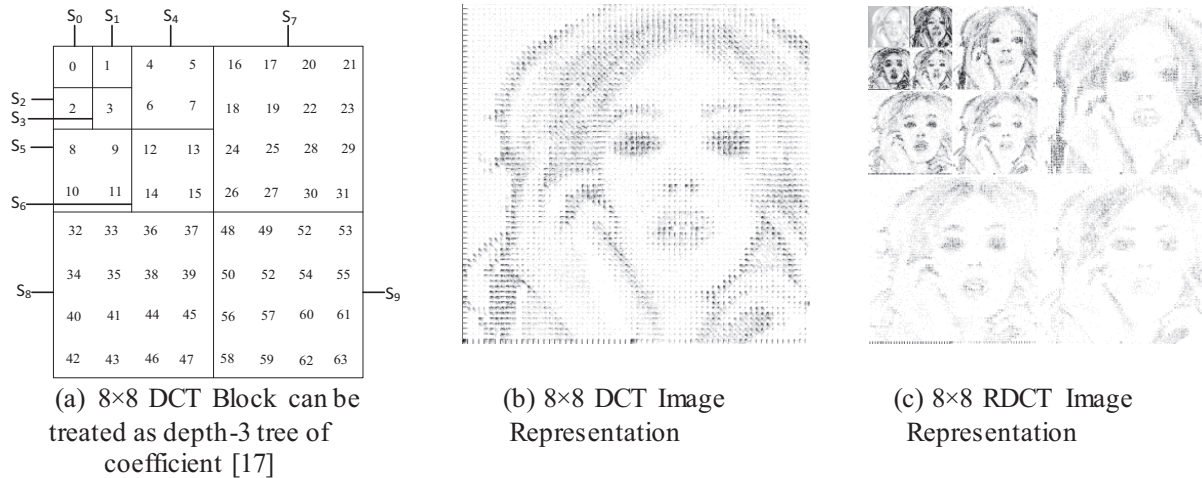 S0 S1 S4 S7
0 1 4 5 16 17 20 21
S2
2 3 6 7 18 19 22 23
S3
S5
8 9 12 13 24 25 28 29
10 11 14 15 26 27 30 31
S6
32 33 36 37 48 49 52 53
34 35 38 39 50 52 54 55
S8 S9
40 41 44 45 56 57 60 61
42 43 46 47 58 59 62 63
(a) 8×8 DCT Block can be
treated as depth-3 tree of
coefficient [17]
(b) 8×8 DCT Image
Representation
(c) 8×8 RDCT Image
Representation